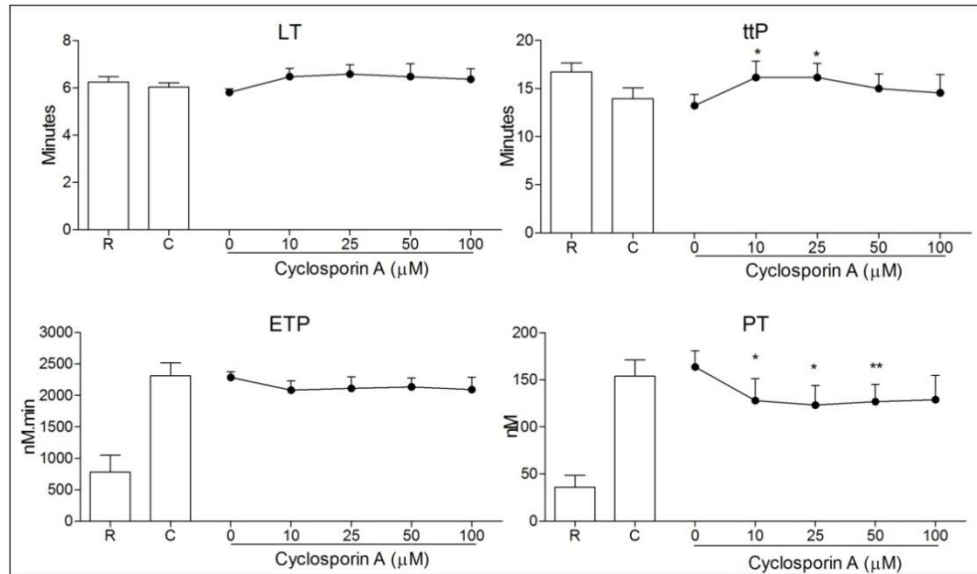 LT
8
6
4
2
0
Minutes
R C 0 10 25 50 100
Cyclosporin A (μM)
ttP
20
15
10
5
0
Minutes
R C 0 10 25 50 100
* *
Cyclosporin A (μM)
ETP
3000
2500
2000
1500
1000
500
0
nM.min
R C 0 10 25 50 100
Cyclosporin A (μM)
PT
200
150
100
50
0
nM
R C 0 10 25 50 100
* * **
Cyclosporin A (μM)